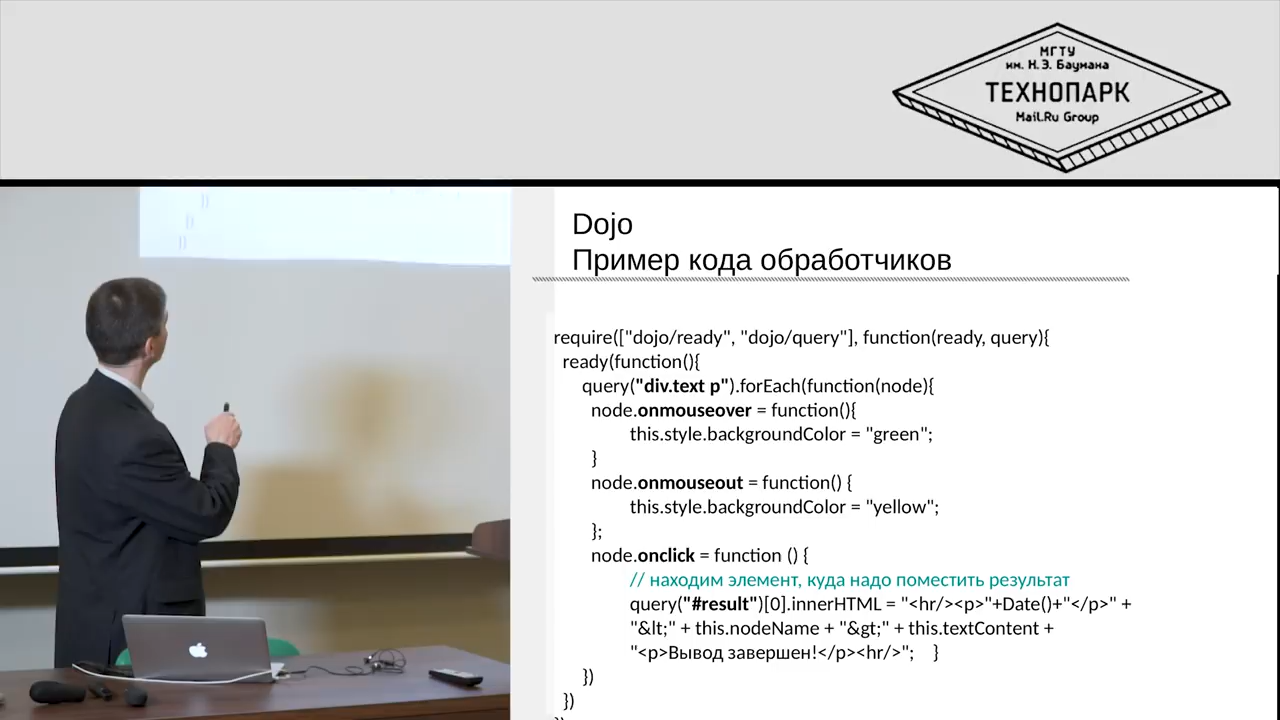 МГТУ
им. Н.Э. Баумана
ТЕХНОПАРК
Mail.Ru Group
})
})
})
Dojo
Пример кода обработчиков
require(["dojo/ready", "dojo/query"], function(ready, query){
ready(function(){
query("div.text p").forEach(function(node){
node.onmouseover = function(){
this.style.backgroundColor = "green";
}
node.onmouseout = function() {
this.style.backgroundColor = "yellow";
};
node.onclick = function () {
// находим элемент, куда надо поместить результат
query("#result")[0].innerHTML = "<hr/><p>"+Date()+"</p>" +
"&lt;" + this.nodeName + "&gt;" + this.textContent +
"<p>Вывод завершен!</p><hr/>"; }
})
})